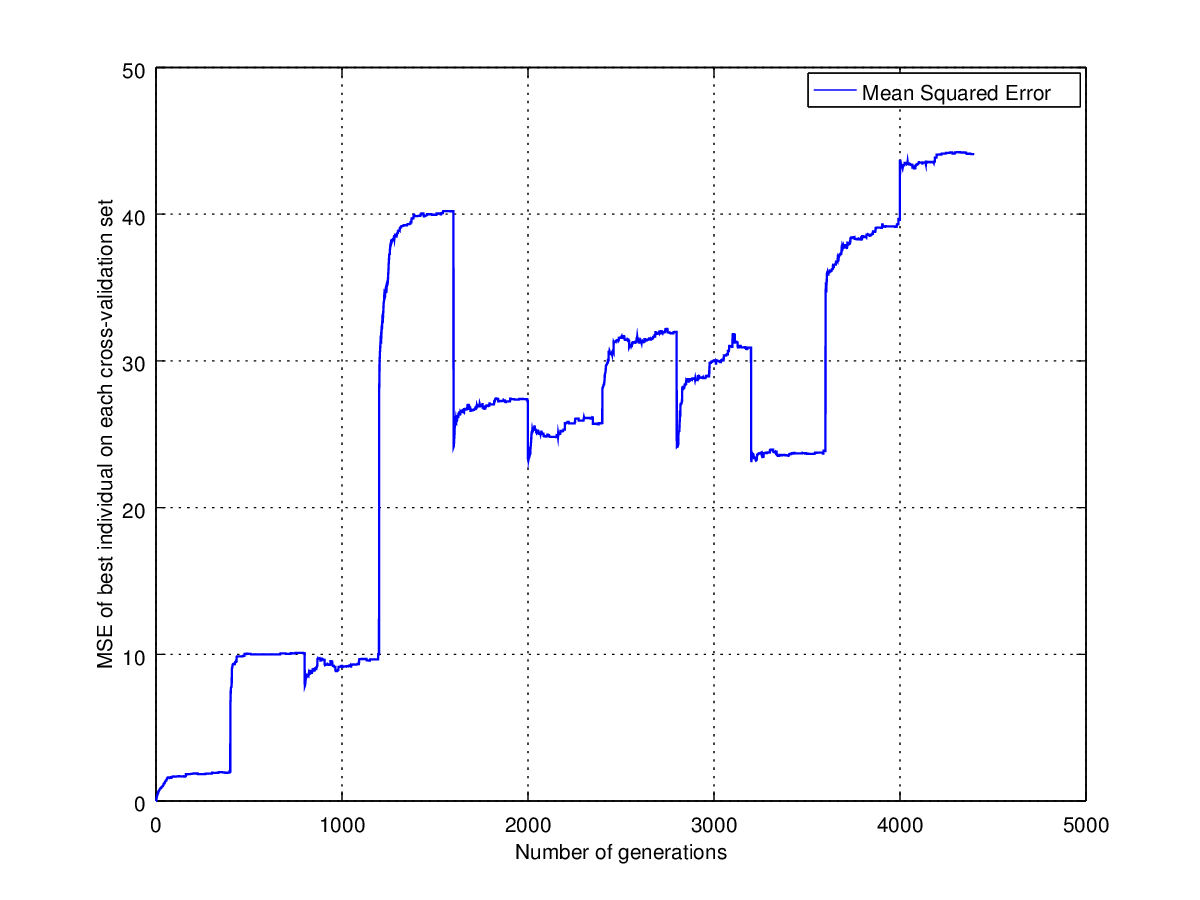 50
40
30
20
10
0
0 1000 2000 3000 4000 5000
Mean Squared Error
MSE of best individual on each cross-validation set
Number of generations